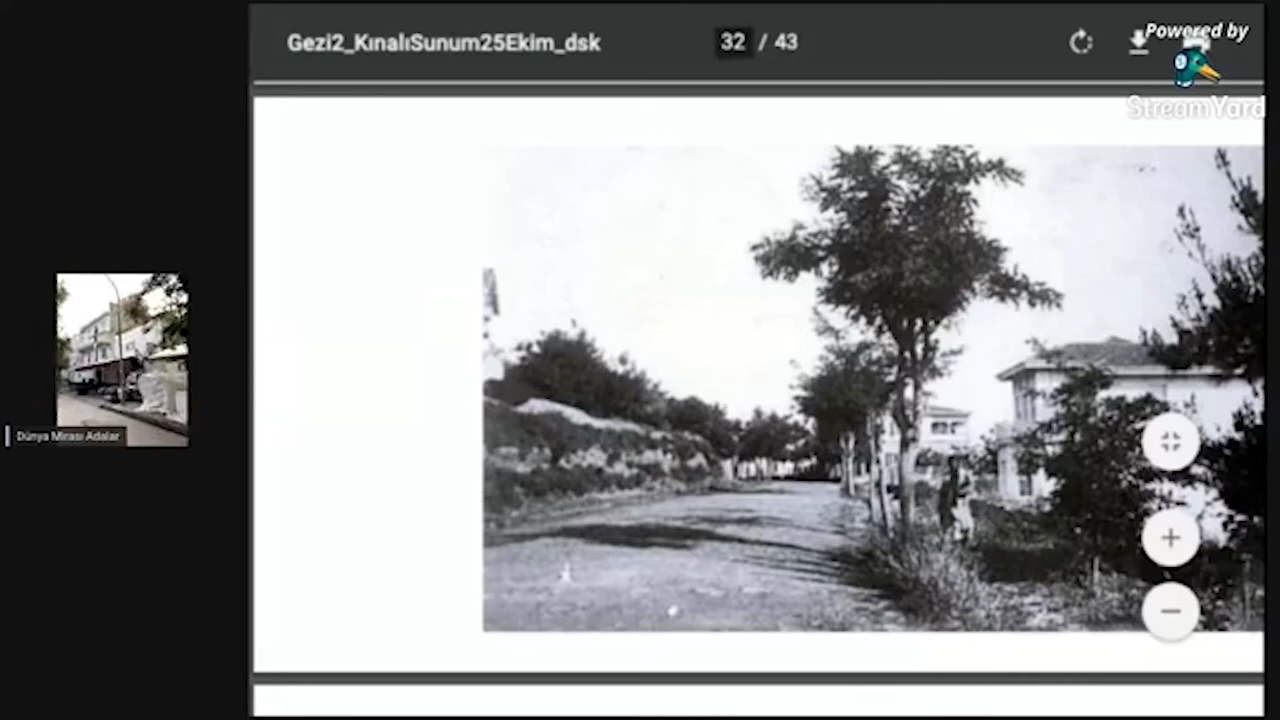 Gezi2_KınalıSunum25Ekim_dsk
32 / 43
Powered by
StreamYard
Dünya Mirası Adalar